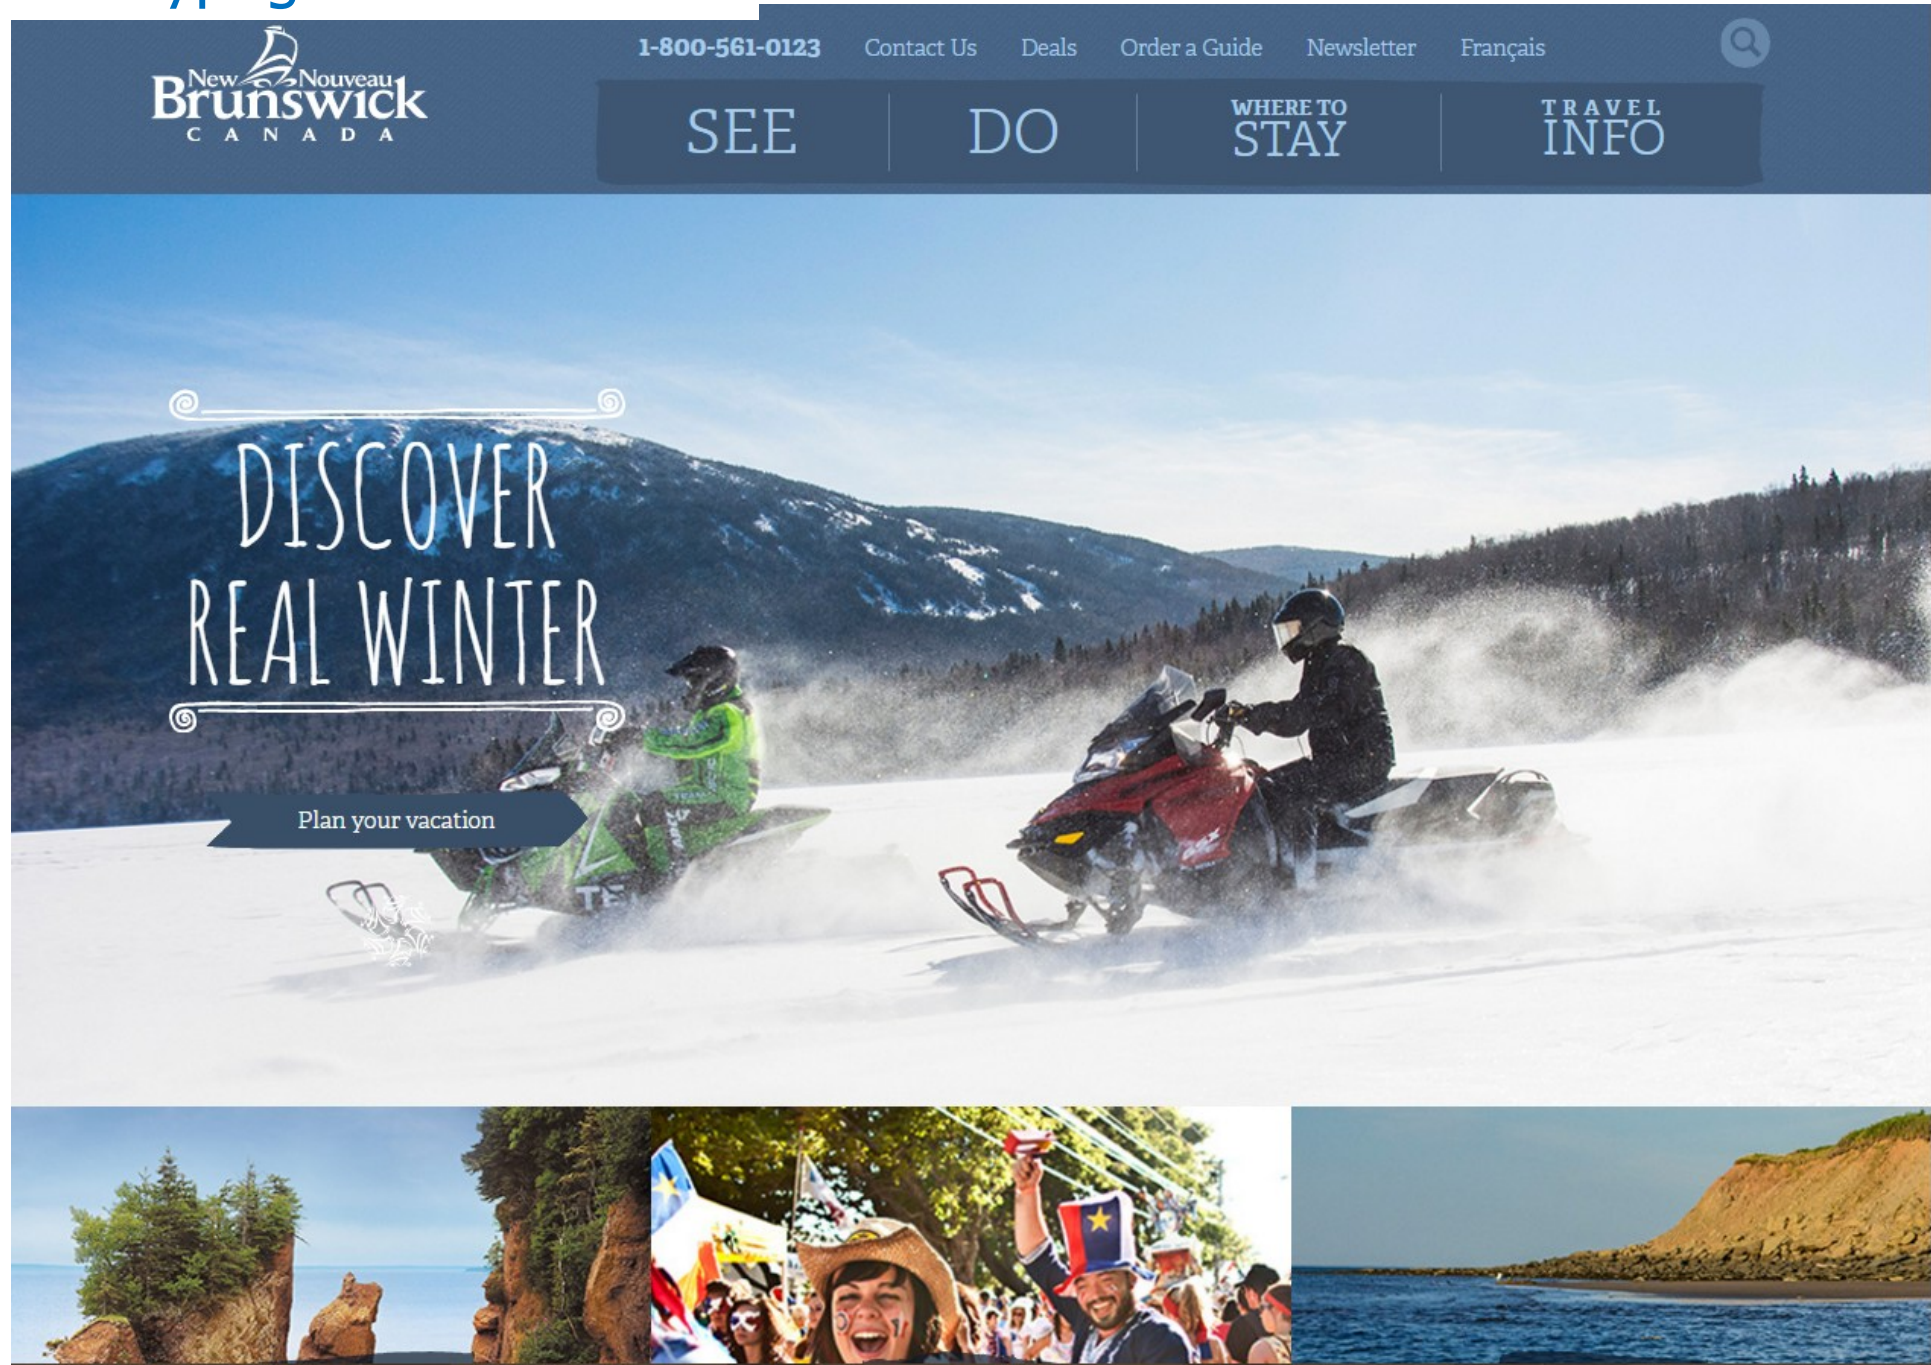 1-800-561-0123 Contact Us Deals Order a Guide Newsletter Français
New Nouveau
Brunswick
CANADA
SEE DO WHERE TO STAY TRAVEL INFO
DISCOVER
REAL WINTER
Plan your vacation